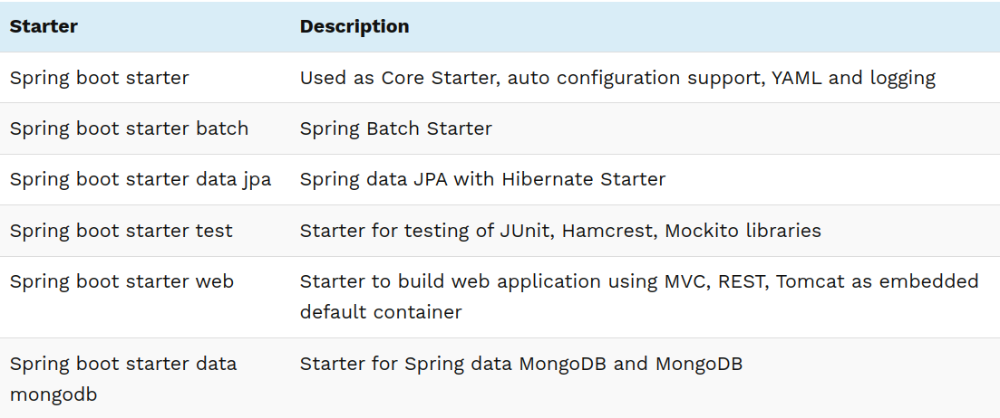 Starter Description
Spring boot starter Used as Core Starter, auto configuration support, YAML and logging
Spring boot starter batch Spring Batch Starter
Spring boot starter data jpa Spring data JPA with Hibernate Starter
Spring boot starter test Starter for testing of JUnit, Hamcrest, Mockito libraries
Spring boot starter web Starter to build web application using MVC, REST, Tomcat as embedded
default container
Spring boot starter data Starter for Spring data MongoDB and MongoDB
mongodb